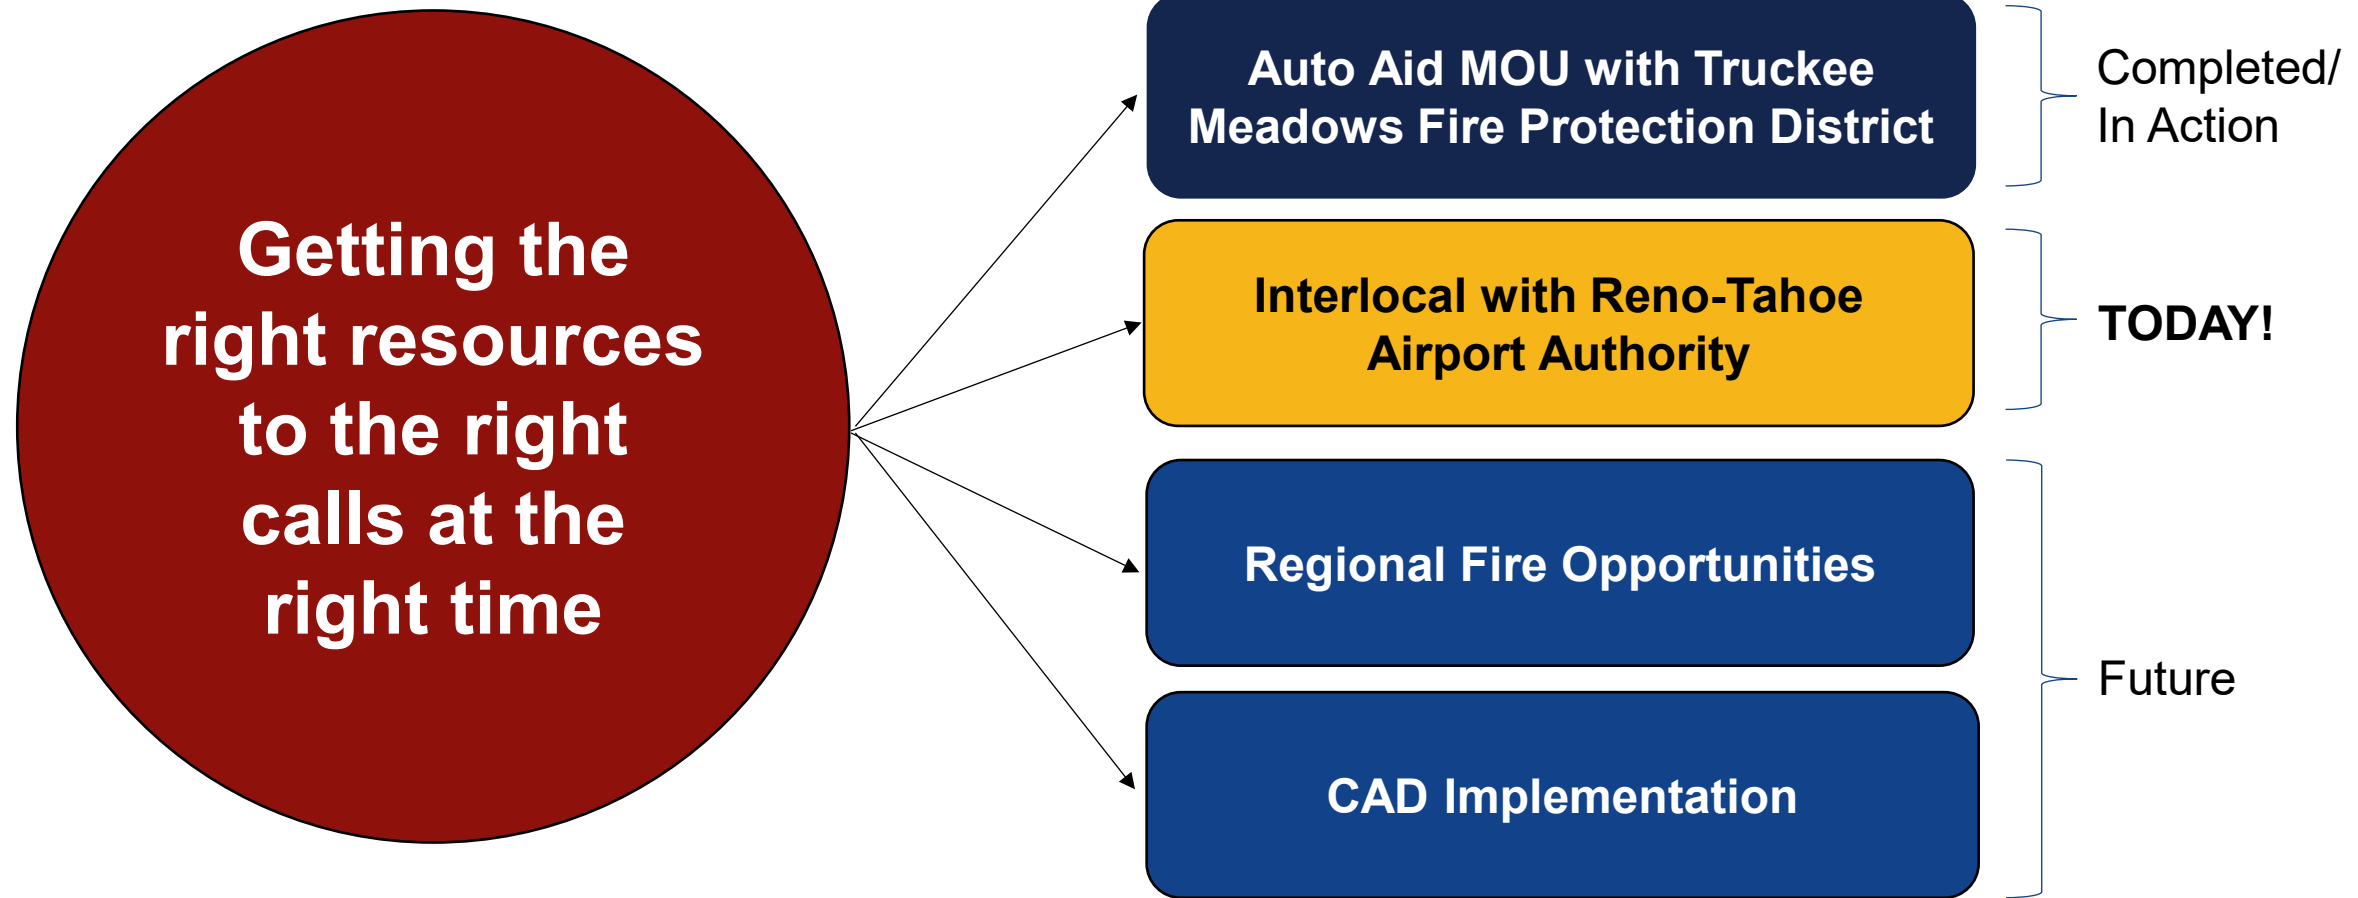 Getting the
right resources
to the right
calls at the
right time
Auto Aid MOU with Truckee
Meadows Fire Protection District
Completed/
In Action
Interlocal with Reno-Tahoe
Airport Authority
TODAY!
Regional Fire Opportunities
CAD Implementation
Future